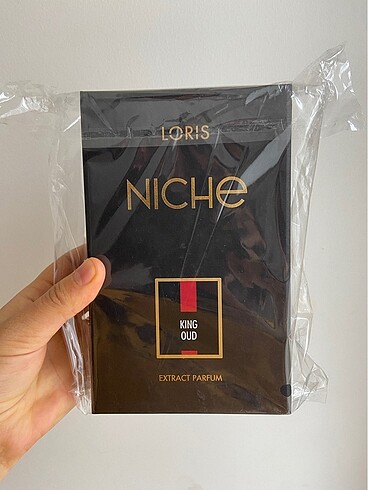 LORIS
NICHe
KING
OUD
EXTRACT PARFUM